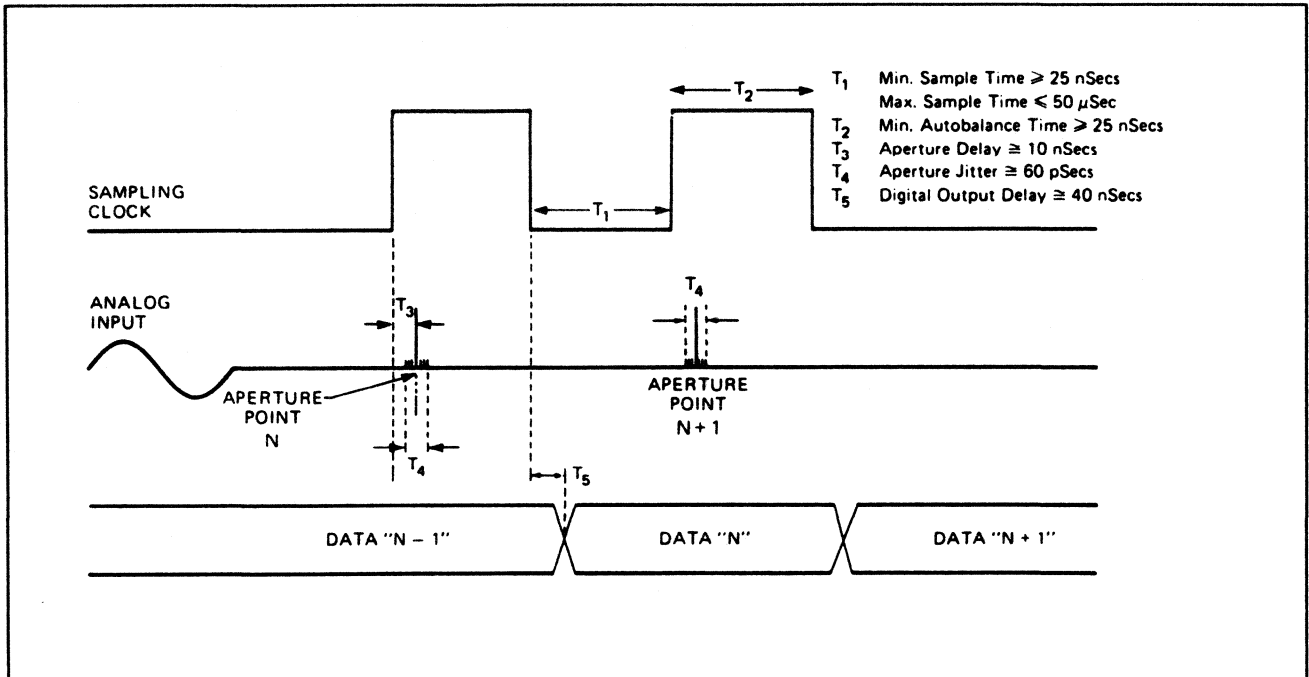 T2
T1 Min. Sample Time ⩾ 25 nSecs
Max. Sample Time ⩽ 50 μSec
T2 Min. Autobalance Time ⩾ 25 nSecs
T3 Aperture Delay ≅ 10 nSecs
T4 Aperture Jitter ≅ 60 pSecs
T5 Digital Output Delay ≅ 40 nSecs
SAMPLING
CLOCK
T1
ANALOG
INPUT
T3
T4
APERTURE
POINT
N
APERTURE
POINT
N + 1
T4
T5
DATA "N − 1"
DATA "N"
DATA "N + 1"